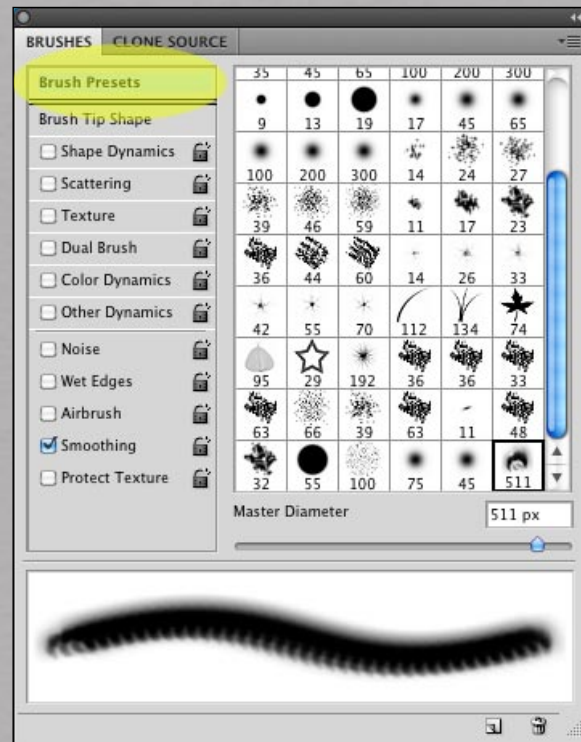 BRUSHES CLONE SOURCE
Brush Presets
Brush Tip Shape
Shape Dynamics
Scattering
Texture
Dual Brush
Color Dynamics
Other Dynamics
Noise
Wet Edges
Airbrush
Smoothing
Protect Texture
35 45 65 100 200 300
9 13 19 17 45 65
100 200 300 14 24 27
39 46 59 11 17 23
36 44 60 14 26 33
42 55 70 112 134 74
95 29 192 36 36 33
63 66 39 63 11 48
32 55 100 75 45 511
Master Diameter 511 px